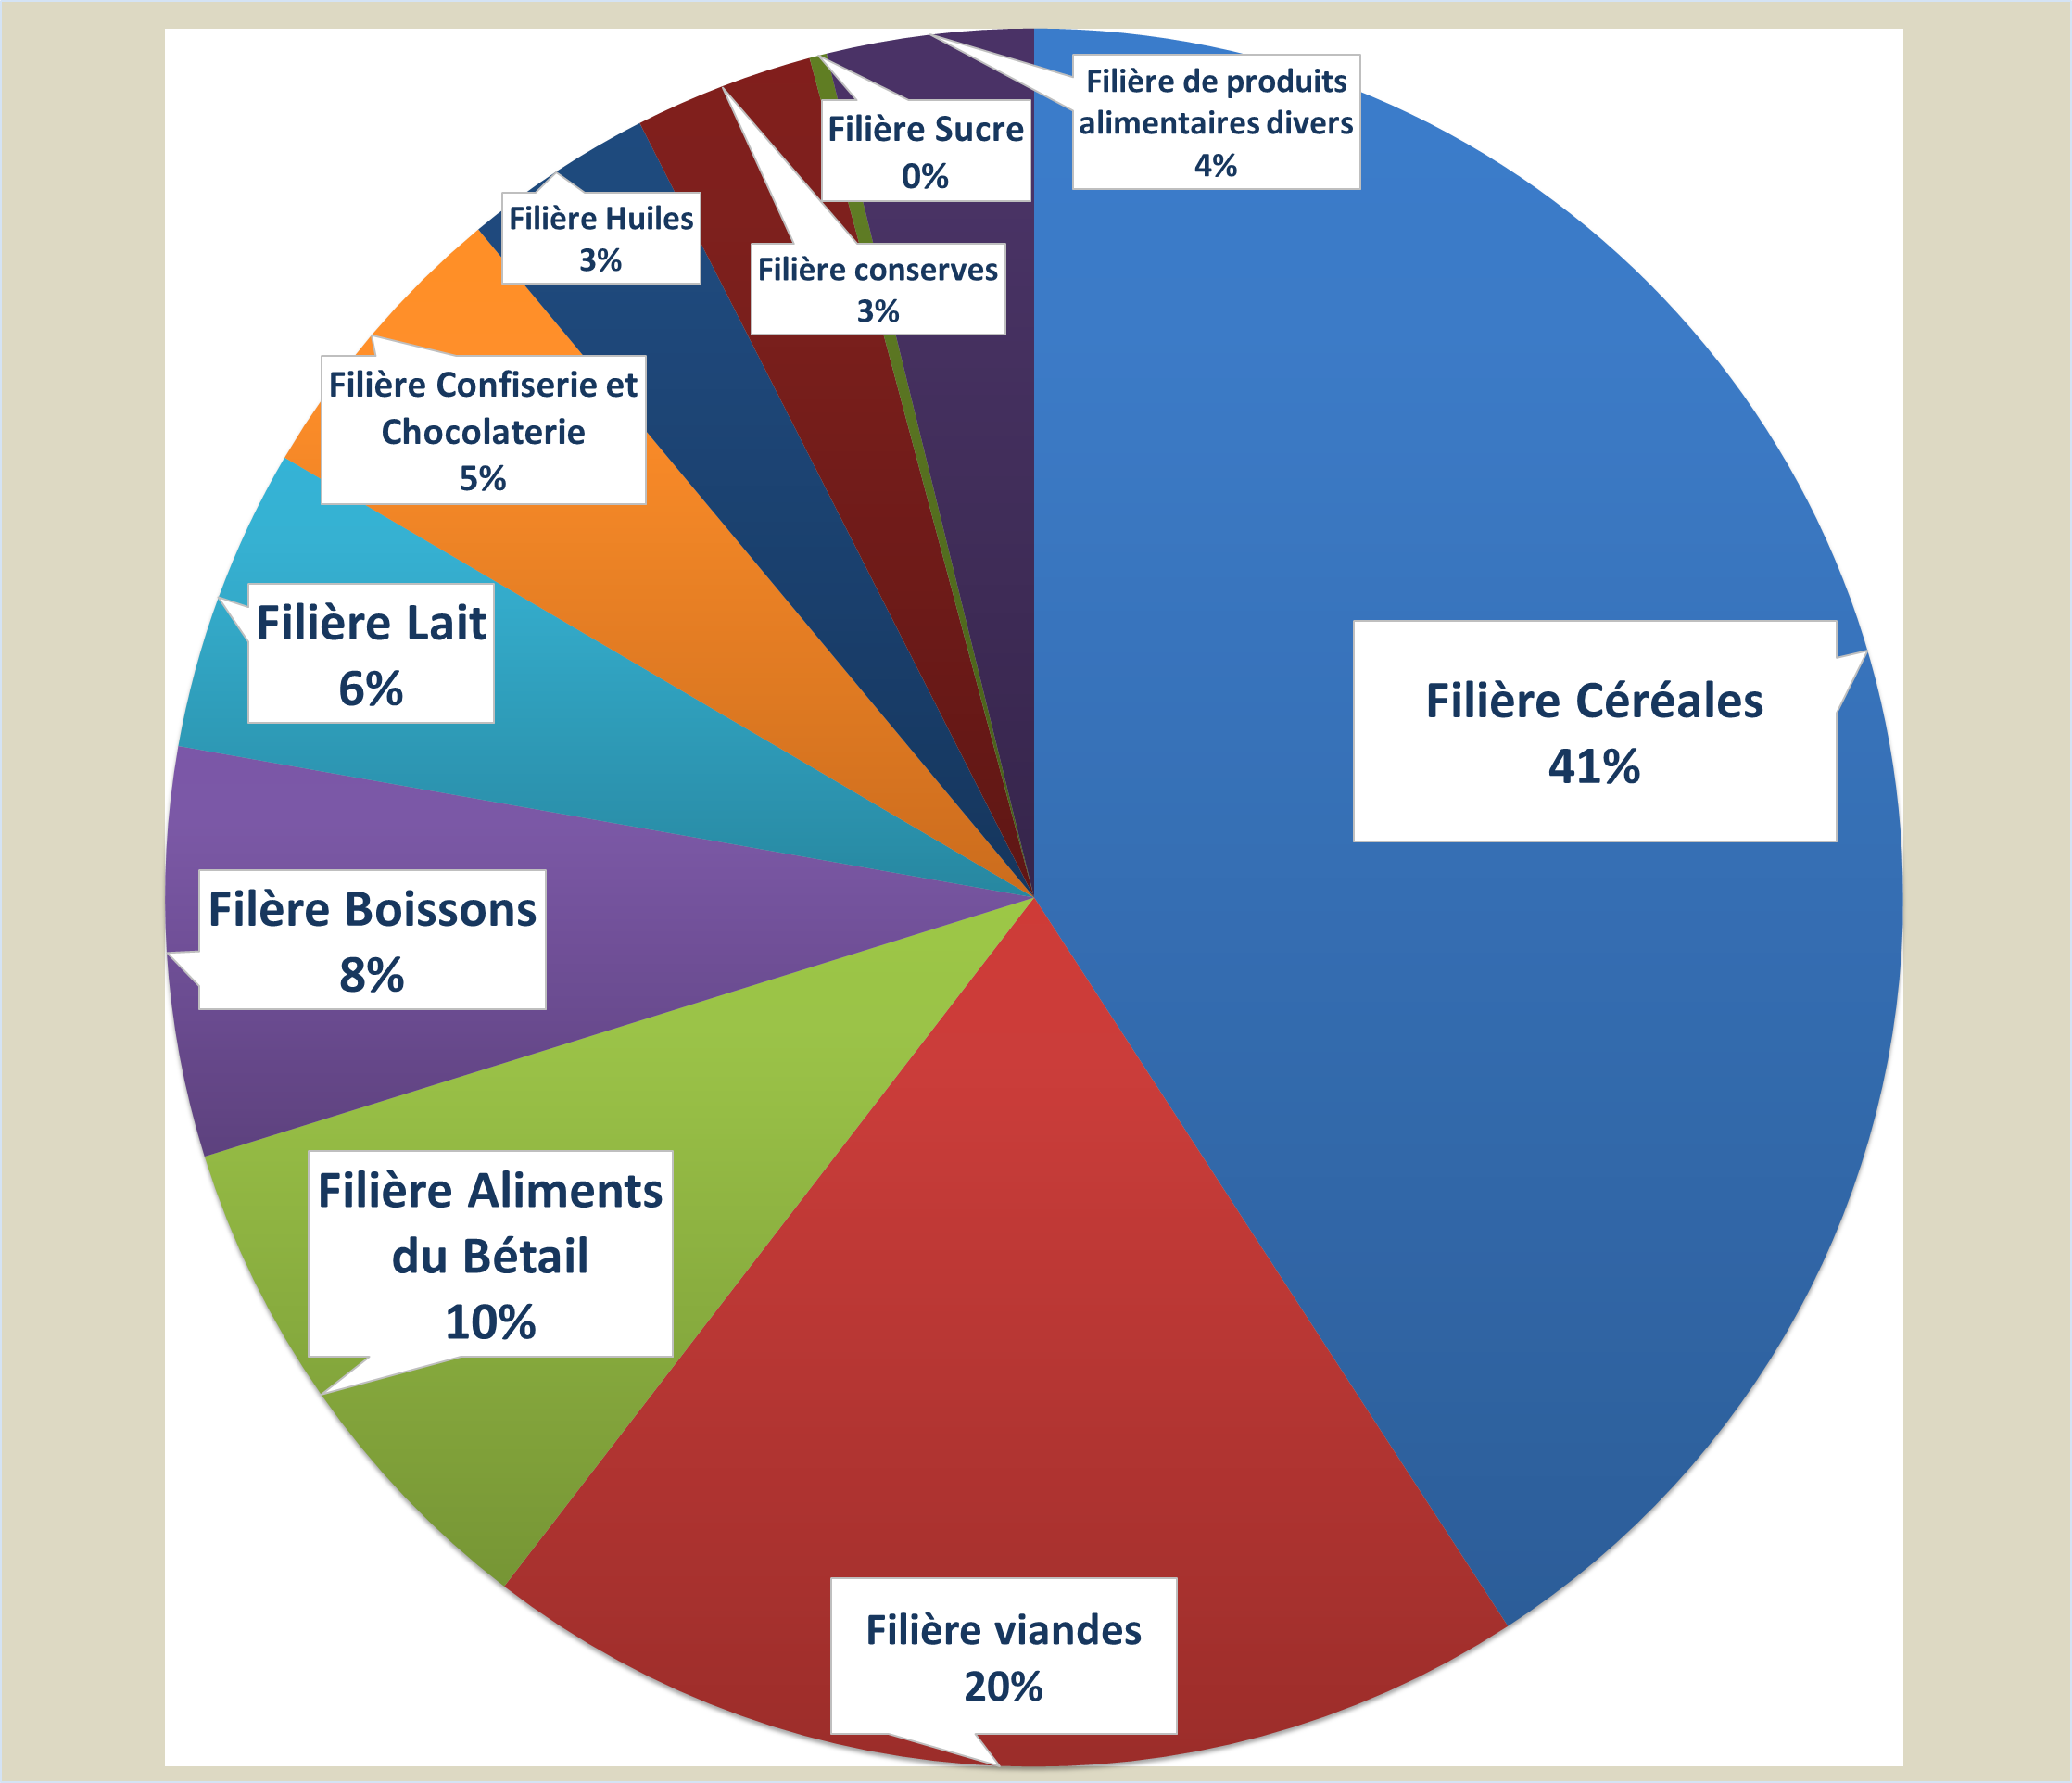 Filière de produits
alimentaires divers
4%
Filière Sucre
0%
Filière Huiles
3%
Filière conserves
3%
Filière Confiserie et
Chocolaterie
5%
Filière Lait
6%
Filière Céréales
41%
Filère Boissons
8%
Filière Aliments
du Bétail
10%
Filière viandes
20%